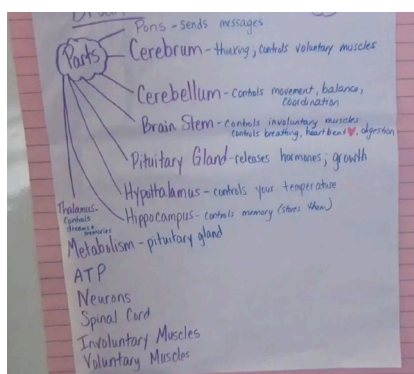 Pons - sends messages
Parts
Cerebrum - thinking, controls voluntary muscles
Cerebellum - controls movement, balance,
coordination
Brain Stem - controls involuntary muscles
controls breathing, heartbeat, digestion
Pituitary Gland - releases hormones; growth
Hypothalamus - controls your temperature
Hippocampus - controls memory (stores them)
Thalamus -
controls
dreams +
memories
Metabolism - pituitary gland
ATP
Neurons
Spinal Cord
Involuntary Muscles
Voluntary Muscles